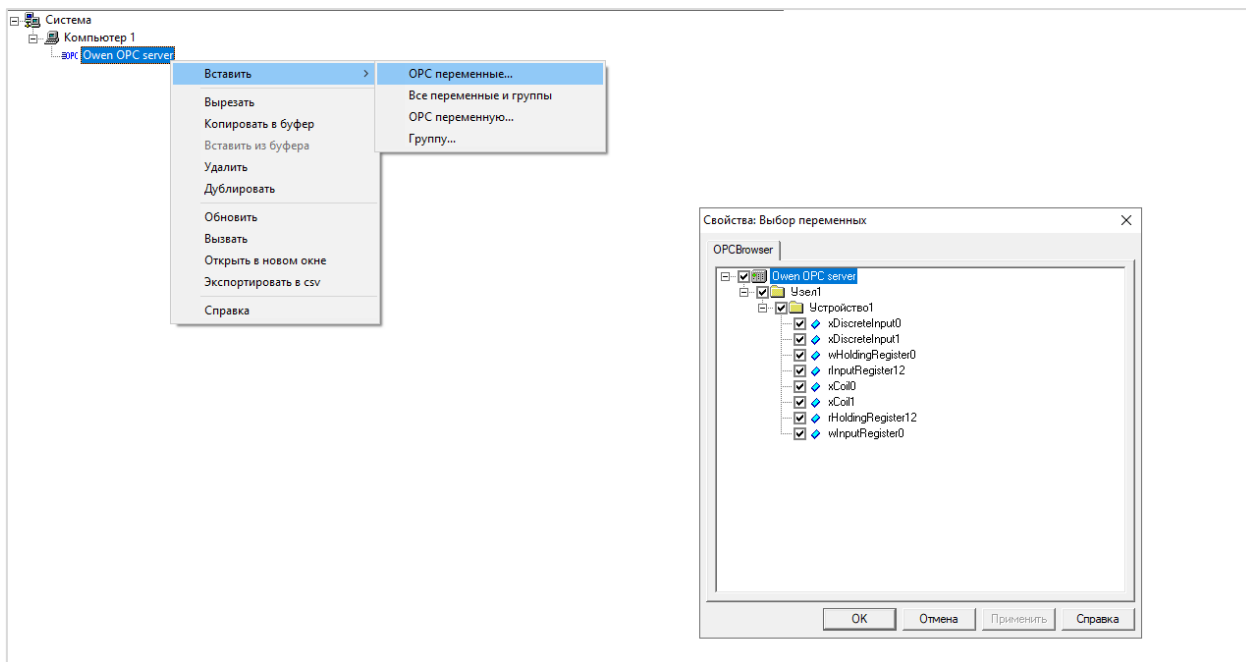 Система
Компьютер 1
OPC Owen OPC server
Вставить
Вырезать
Копировать в буфер
Вставить из буфера
Удалить
Дублировать
Обновить
Вызвать
Открыть в новом окне
Экспортировать в csv
Справка
OPC переменные...
Все переменные и группы
OPC переменную...
Группу...
Свойства: Выбор переменных
OPCBrowser
Owen OPC server
Узел1
Устройство1
xDiscreteInput0
xDiscreteInput1
wHoldingRegister0
rInputRegister12
xCoil0
xCoil1
rHoldingRegister12
wInputRegister0
OK Отмена Применить Справка